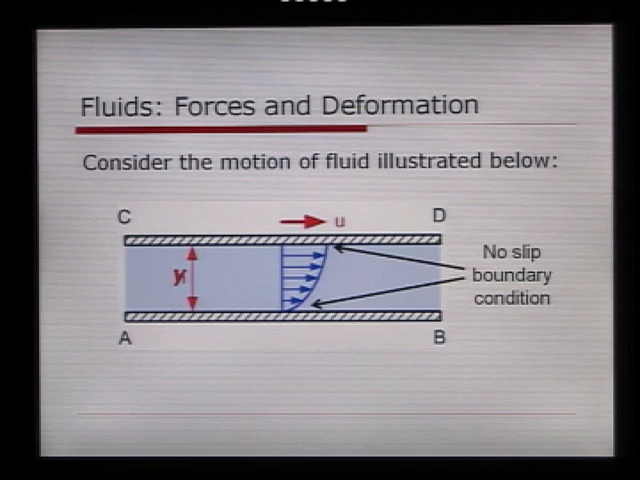 Fluids: Forces and Deformation
Consider the motion of fluid illustrated below:
C
u
D
No slip
boundary
condition
A
B